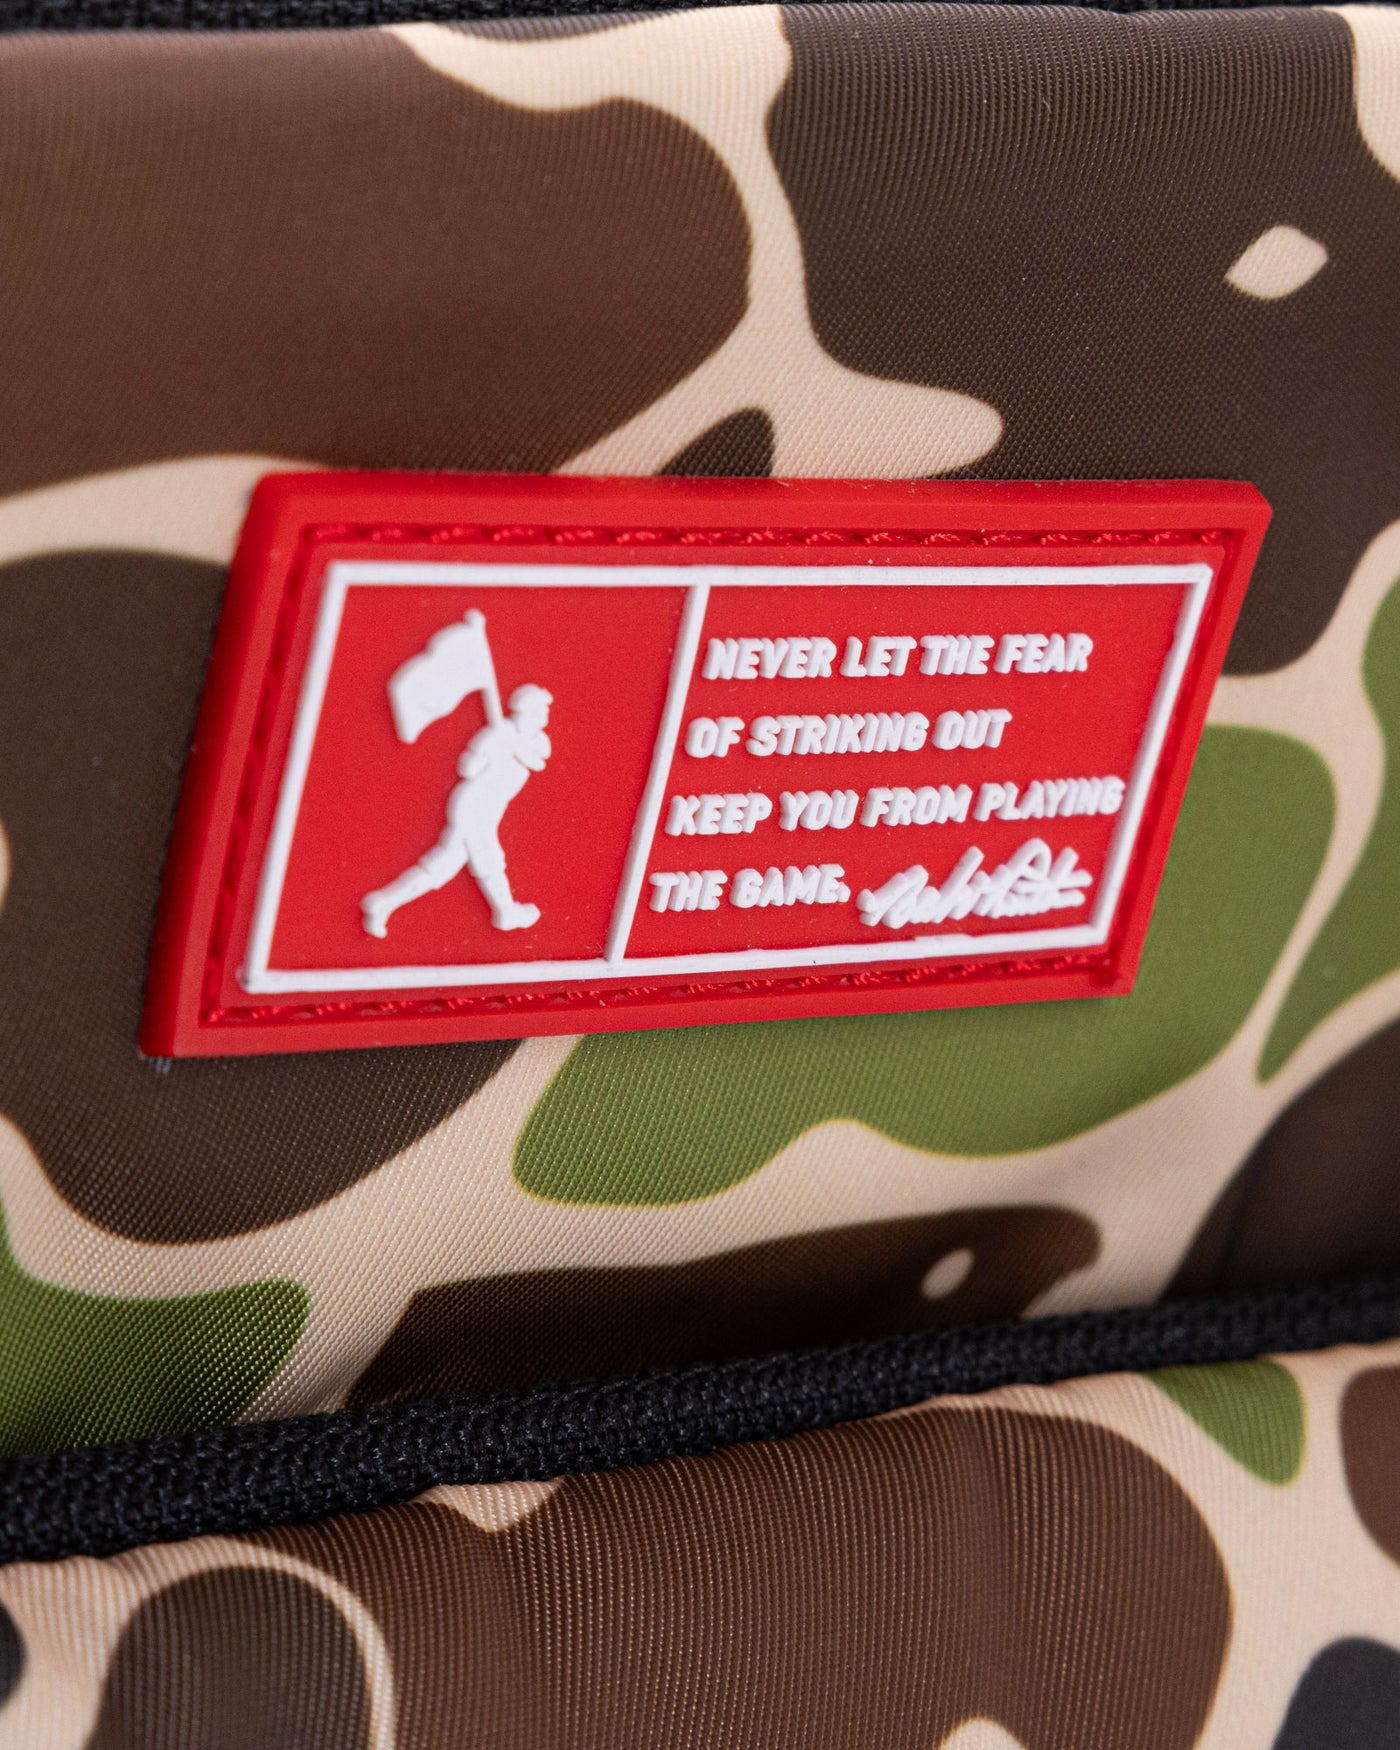 NEVER LET THE FEAR
OF STRIKING OUT
KEEP YOU FROM PLAYING
THE GAME.